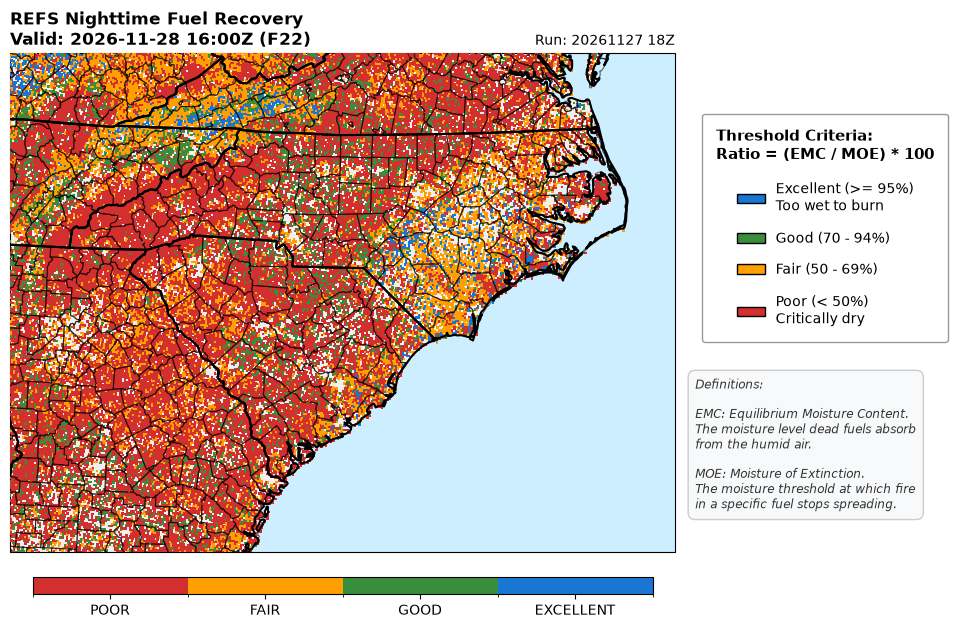 REFS Nighttime Fuel Recovery
Valid: 2026-11-28 16:00Z (F22)
Run: 20261127 18Z
Threshold Criteria:
Ratio = (EMC / MOE) * 100
Excellent (>= 95%)
Too wet to burn
Good (70 - 94%)
Fair (50 - 69%)
Poor (< 50%)
Critically dry
Definitions:
EMC: Equilibrium Moisture Content.
The moisture level dead fuels absorb
from the humid air.
MOE: Moisture of Extinction.
The moisture threshold at which fire
in a specific fuel stops spreading.
POOR
FAIR
GOOD
EXCELLENT